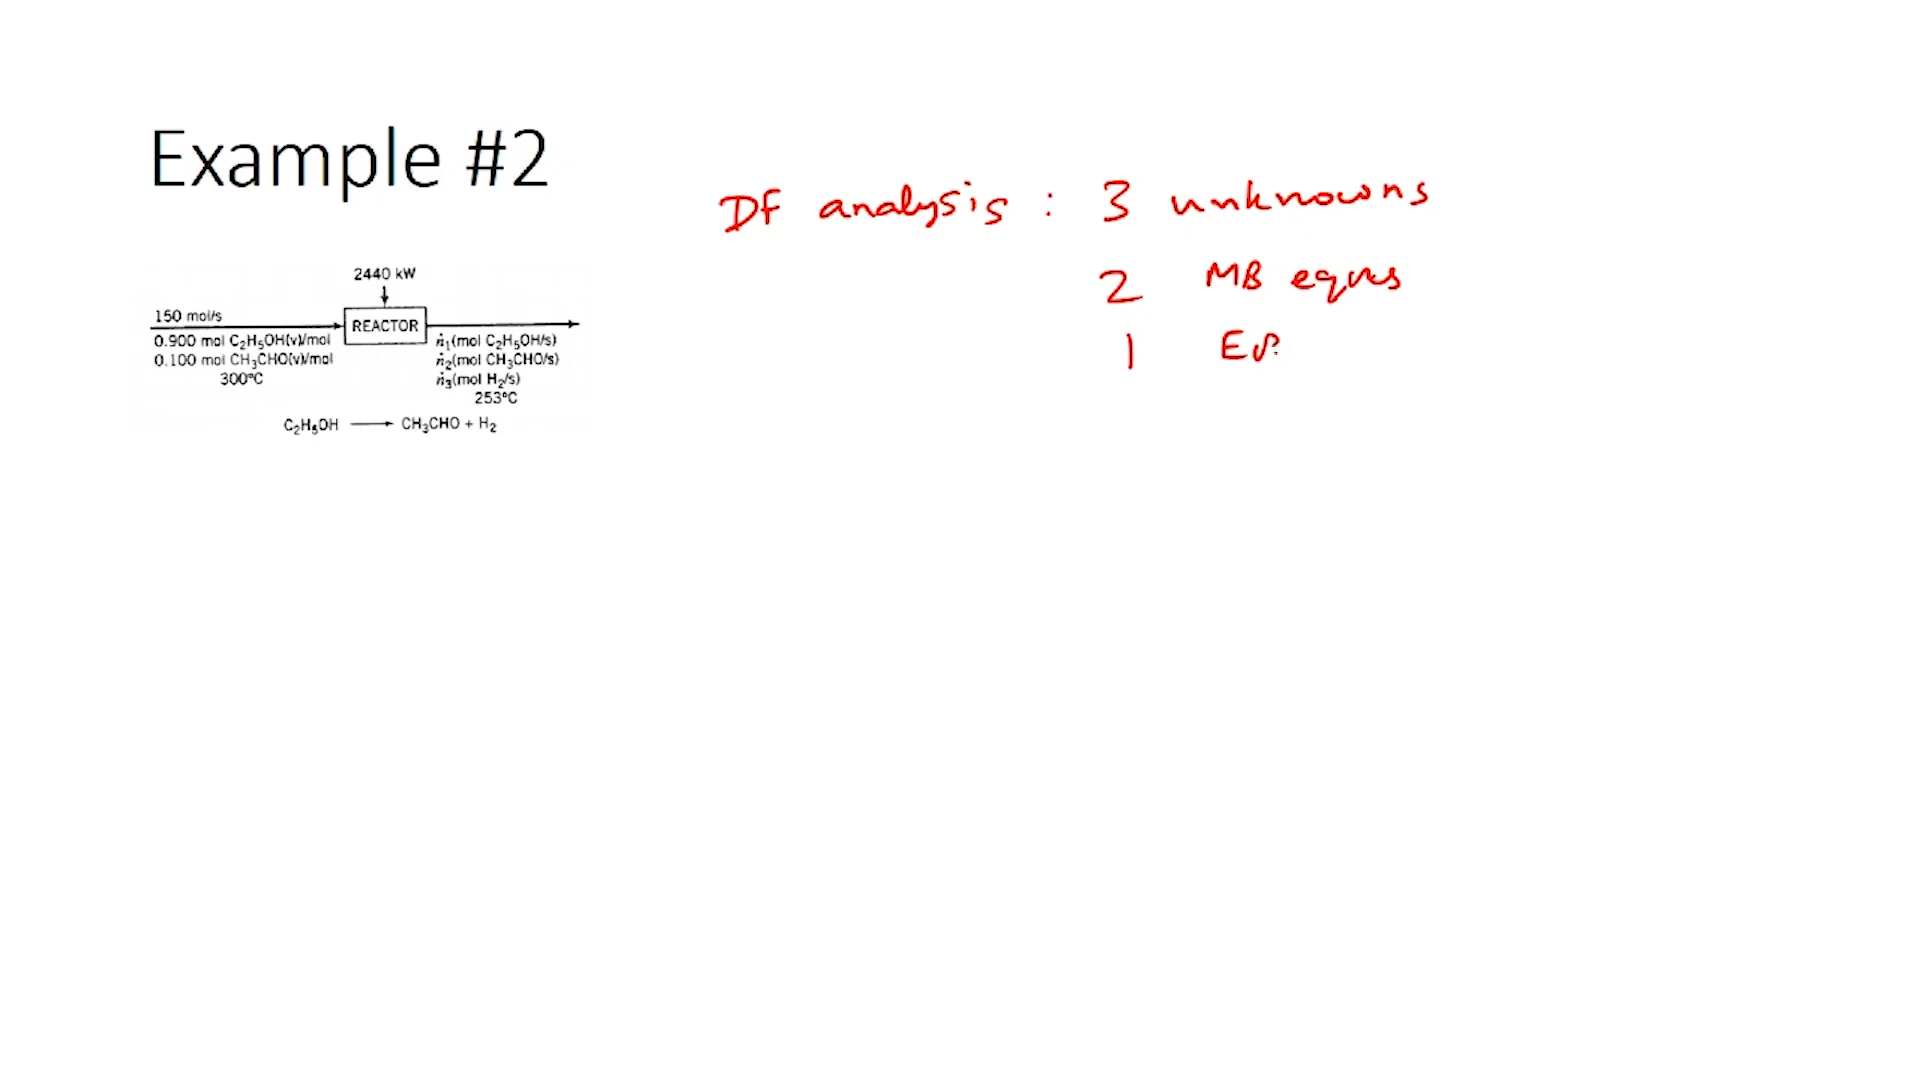 Example #2
DF analysis : 3 unknowns
2 MB eqns
1
2440 kW
150 mol/s
REACTOR
0.900 mol C₂H₅OH(v)/mol
0.100 mol CH₃CHO(v)/mol
300°C
ṅ₁(mol C₂H₅OH/s)
ṅ₂(mol CH₃CHO/s)
ṅ₃(mol H₂/s)
253°C
C₂H₅OH ⟶ CH₃CHO + H₂